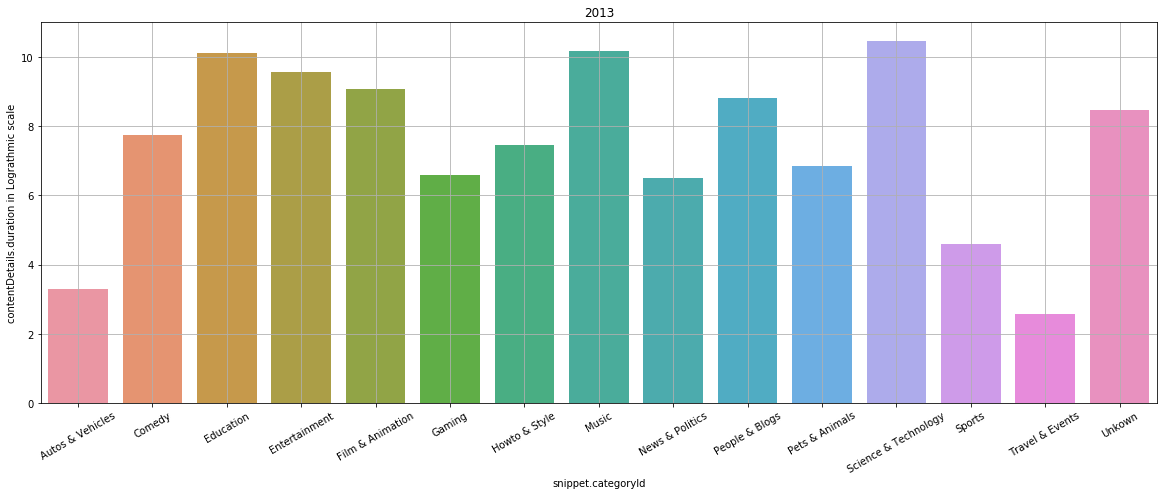 2013
contentDetails.duration in Lograthmic scale
10
8
6
4
2
0
Autos & Vehicles
Comedy
Education
Entertainment
Film & Animation
Gaming
Howto & Style
Music
News & Politics
People & Blogs
Pets & Animals
Science & Technology
Sports
Travel & Events
Unkown
snippet.categoryId